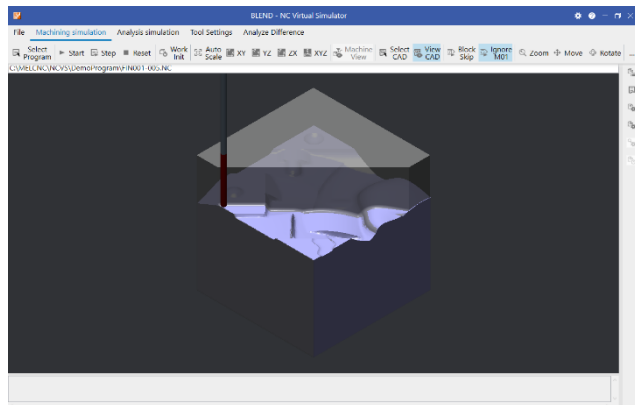 BLEND - NC Virtual Simulator
File Machining simulation Analysis simulation Tool Settings Analyze Difference
Select Program Start Step Reset Work Init Auto Scale XY YZ ZX XYZ Machine View Select CAD View CAD Block Skip Ignore M01 Zoom Move Rotate ...
C:\MELCNC\NCVS\DemoProgram\FIN001-005.NC